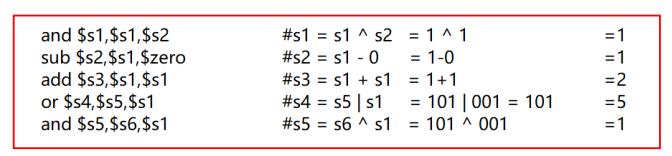 and $s1,$s1,$s2 #s1 = s1 ^ s2 = 1 ^ 1 =1
sub $s2,$s1,$zero #s2 = s1 - 0 = 1-0 =1
add $s3,$s1,$s1 #s3 = s1 + s1 = 1+1 =2
or $s4,$s5,$s1 #s4 = s5 | s1 = 101 | 001 = 101 =5
and $s5,$s6,$s1 #s5 = s6 ^ s1 = 101 ^ 001 =1